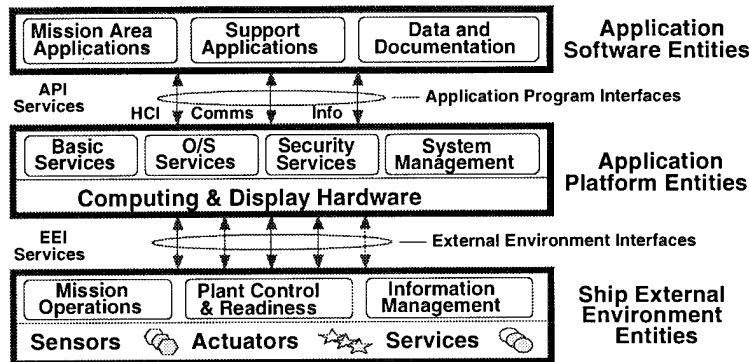 Mission Area
Applications
Support
Applications
Data and
Documentation
Application
Software Entities
API
Services
HCI
Comms
Info
Application Program Interfaces
Basic
Services
O/S
Services
Security
Services
System
Management
Computing & Display Hardware
Application
Platform Entities
EEI
Services
External Environment Interfaces
Mission
Operations
Plant Control
& Readiness
Information
Management
Sensors
Actuators
Services
Ship External
Environment
Entities